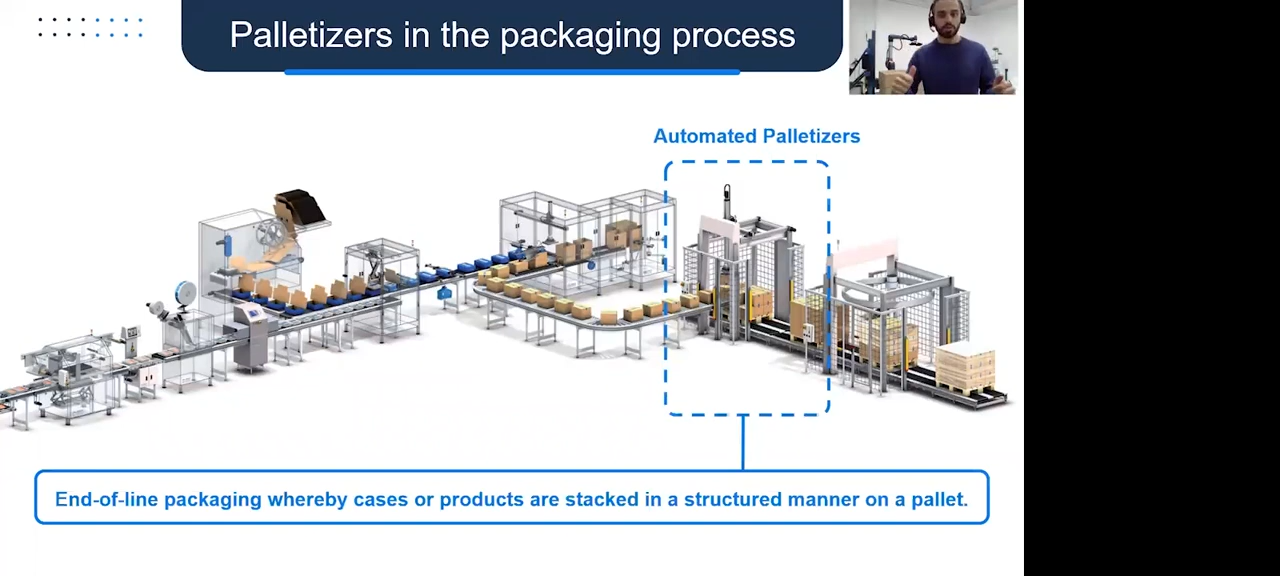 Palletizers in the packaging process
Automated Palletizers
End-of-line packaging whereby cases or products are stacked in a structured manner on a pallet.